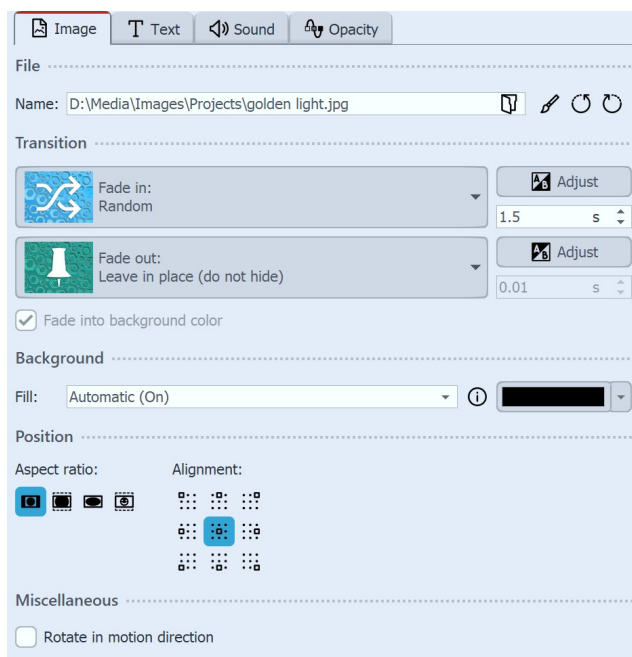 Image
Text
Sound
Opacity
File
Name: D:\Media\Images\Projects\golden light.jpg
Transition
Fade in:
Random
Adjust
1.5 s
Fade out:
Leave in place (do not hide)
Adjust
0.01 s
Fade into background color
Background
Fill: Automatic (On)
Position
Aspect ratio:
Alignment:
Miscellaneous
Rotate in motion direction